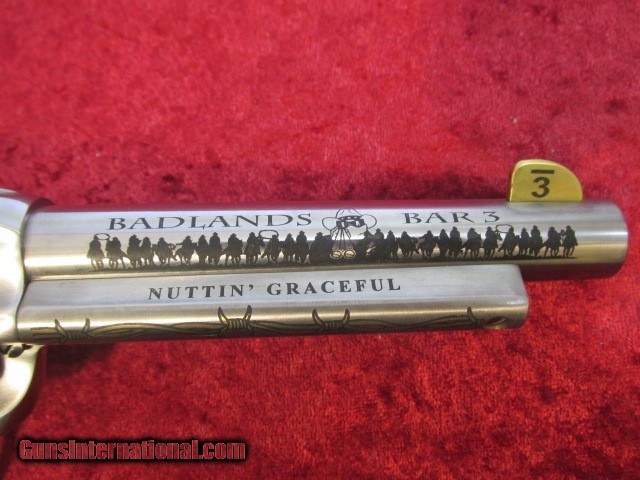 3
BADLANDS BAR 3
NUTTIN' GRACEFUL
GunsInternational.com